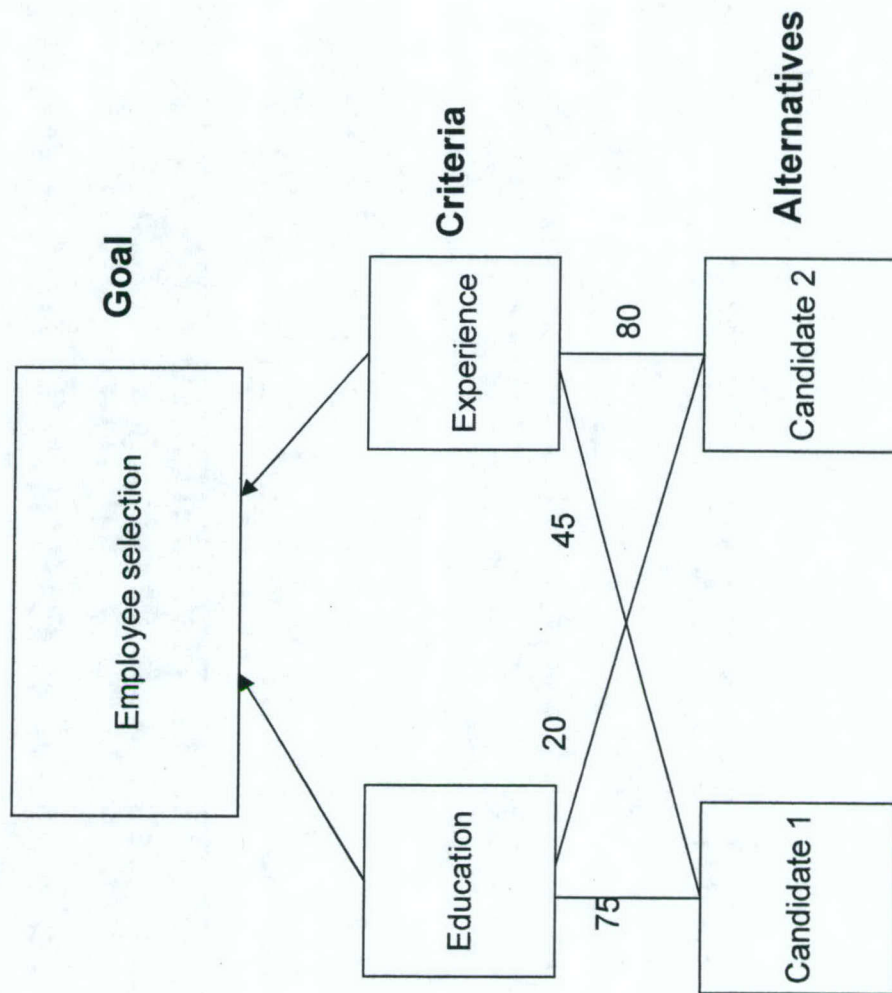 Goal
Employee selection
Criteria
Education
Experience
75
20
45
80
Alternatives
Candidate 1
Candidate 2